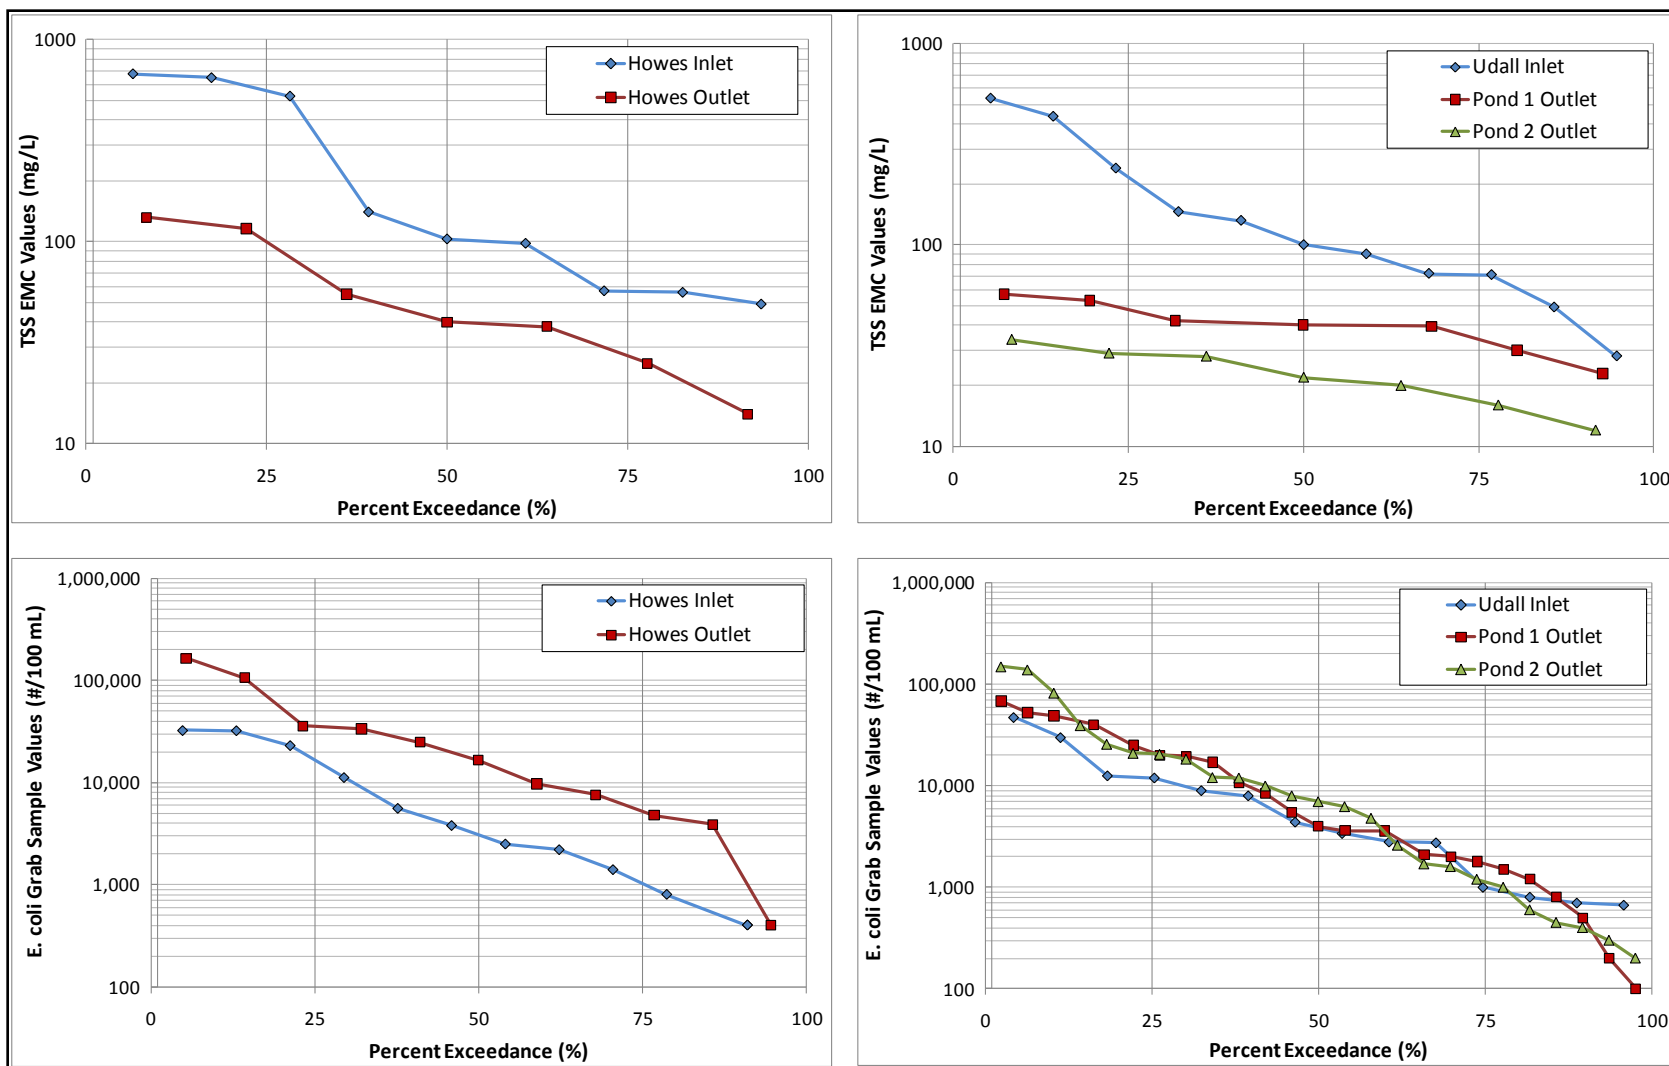 1000
100
10
TSS EMC Values (mg/L)
Howes Inlet
Howes Outlet
0 25 50 75 100
Percent Exceedance (%)
1000
100
10
TSS EMC Values (mg/L)
Udall Inlet
Pond 1 Outlet
Pond 2 Outlet
0 25 50 75 100
Percent Exceedance (%)
1,000,000
100,000
10,000
1,000
100
E. coli Grab Sample Values (#/100 mL)
Howes Inlet
Howes Outlet
0 25 50 75 100
Percent Exceedance (%)
1,000,000
100,000
10,000
1,000
100
E. coli Grab Sample Values (#/100 mL)
Udall Inlet
Pond 1 Outlet
Pond 2 Outlet
0 25 50 75 100
Percent Exceedance (%)